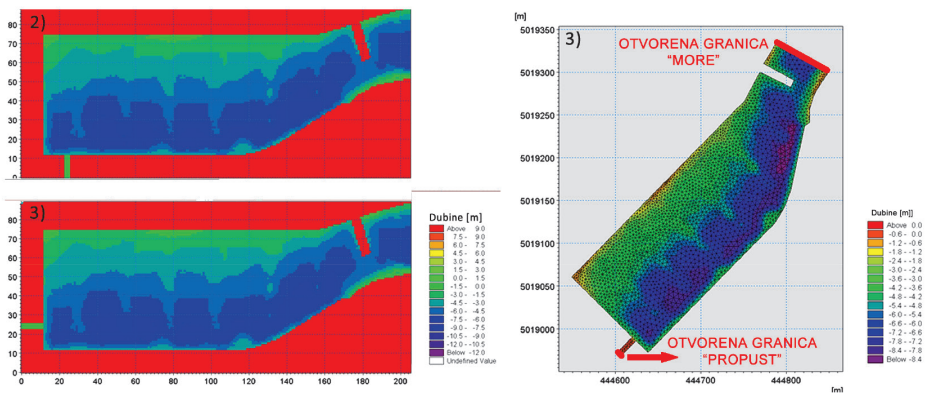 2)
80
70
60
50
40
30
20
10
0
3)
80
70
60
50
40
30
20
10
0
0 20 40 60 80 100 120 140 160 180 200
Dubine [m]
Above 9.0
7.5 - 9.0
6.0 - 7.5
4.5 - 6.0
3.0 - 4.5
1.5 - 3.0
0.0 - 1.5
-1.5 - 0.0
-3.0 - -1.5
-4.5 - -3.0
-6.0 - -4.5
-7.5 - -6.0
-9.0 - -7.5
-10.5 - -9.0
-12.0 - -10.5
Below -12.0
Undefined Value
[m]
3)
OTVORENA GRANICA
"MORE"
5019350
5019300
5019250
5019200
5019150
5019100
5019050
5019000
OTVORENA GRANICA
"PROPUST"
444600 444700 444800
[m]
Dubine [m]]
Above 0.0
-0.6 - 0.0
-1.2 - -0.6
-1.8 - -1.2
-2.4 - -1.8
-3.0 - -2.4
-3.6 - -3.0
-4.2 - -3.6
-4.8 - -4.2
-5.4 - -4.8
-6.0 - -5.4
-6.6 - -6.0
-7.2 - -6.6
-7.8 - -7.2
-8.4 - -7.8
Below -8.4